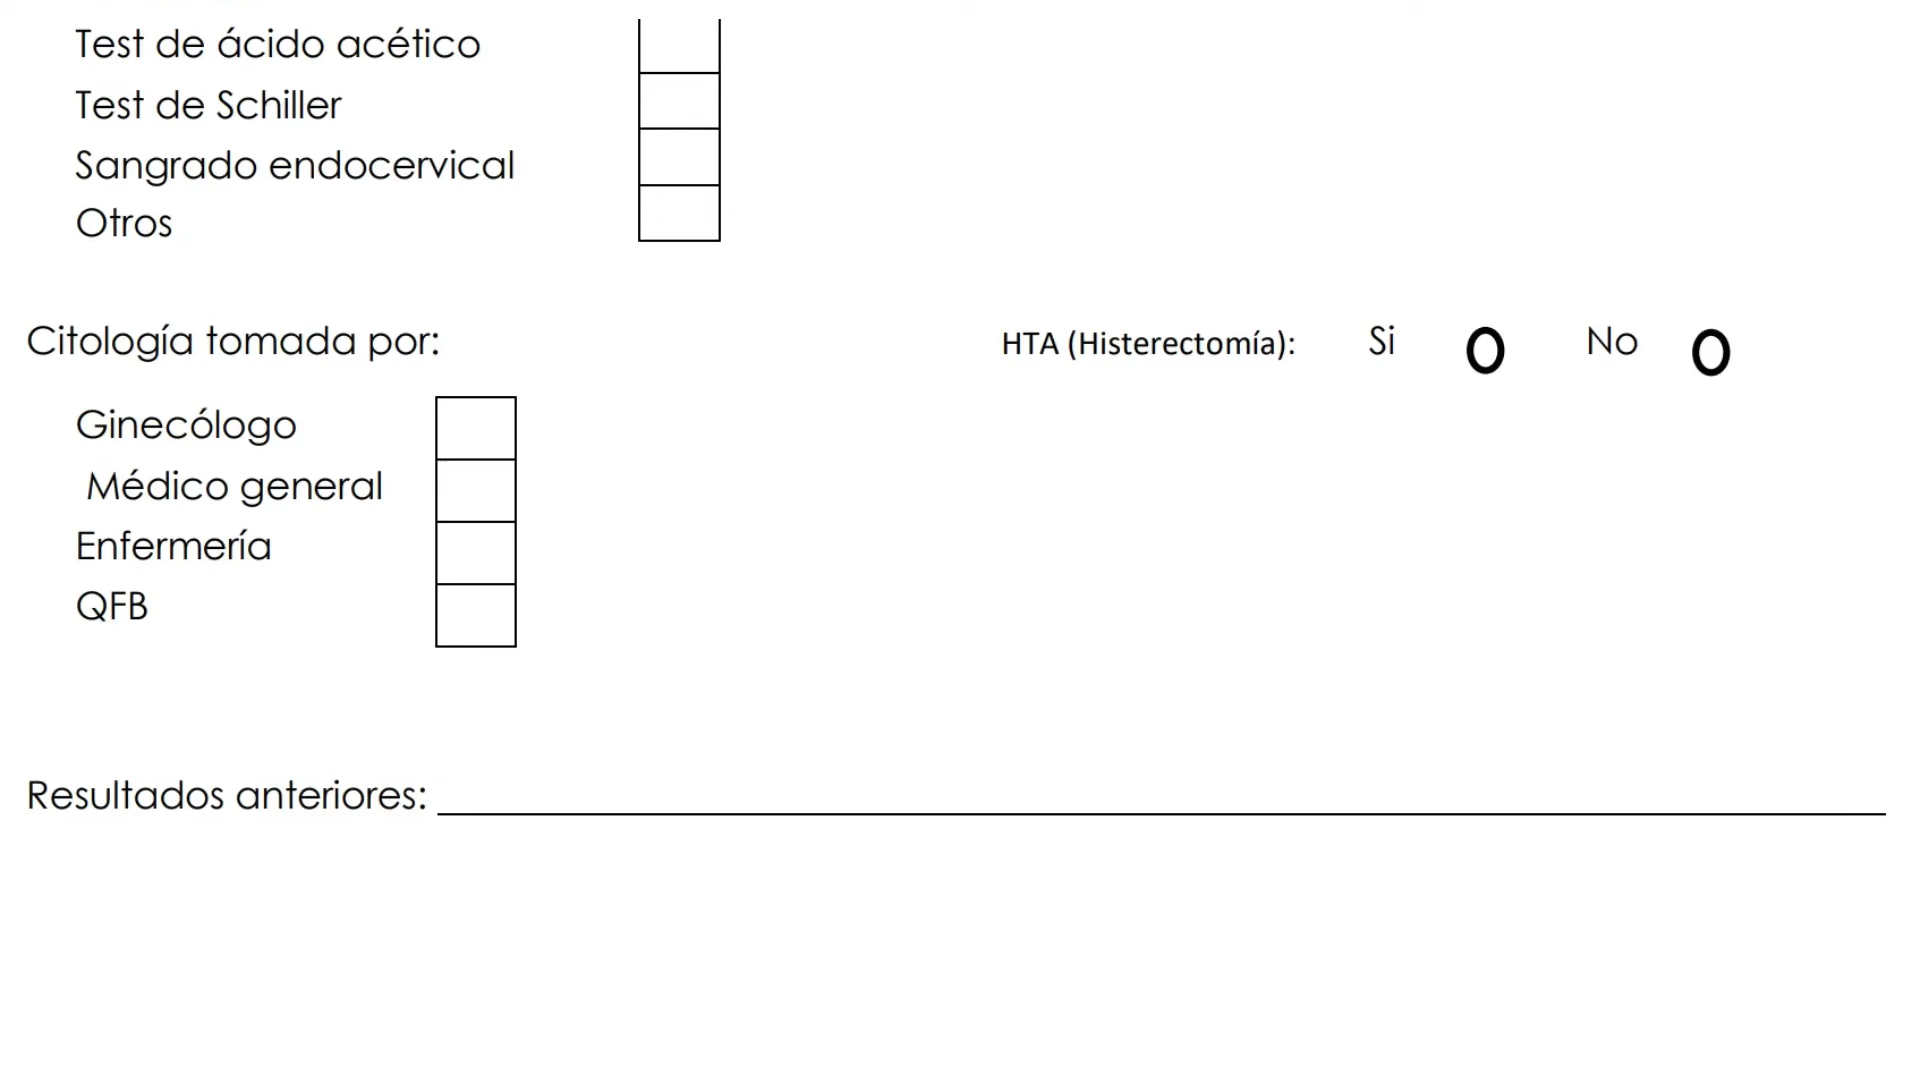 Test de ácido acético
Test de Schiller
Sangrado endocervical
Otros
Citología tomada por:
HTA (Histerectomía): Si O No O
Ginecólogo
Médico general
Enfermería
QFB
Resultados anteriores: